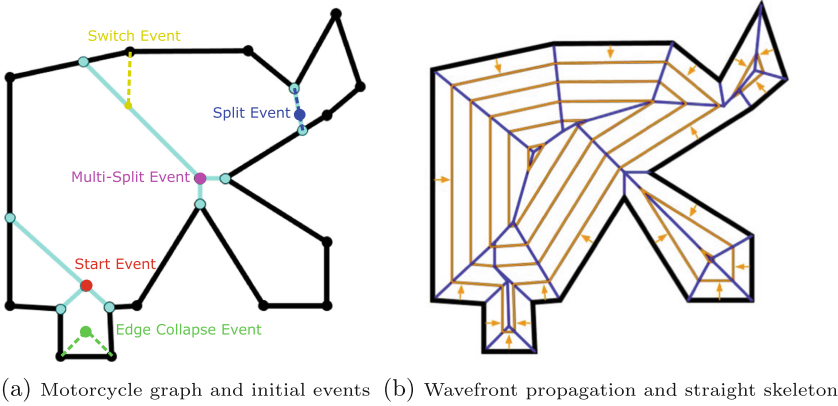 Switch Event
Split Event
Multi-Split Event
Start Event
Edge Collapse Event
(a) Motorcycle graph and initial events
(b) Wavefront propagation and straight skeleton